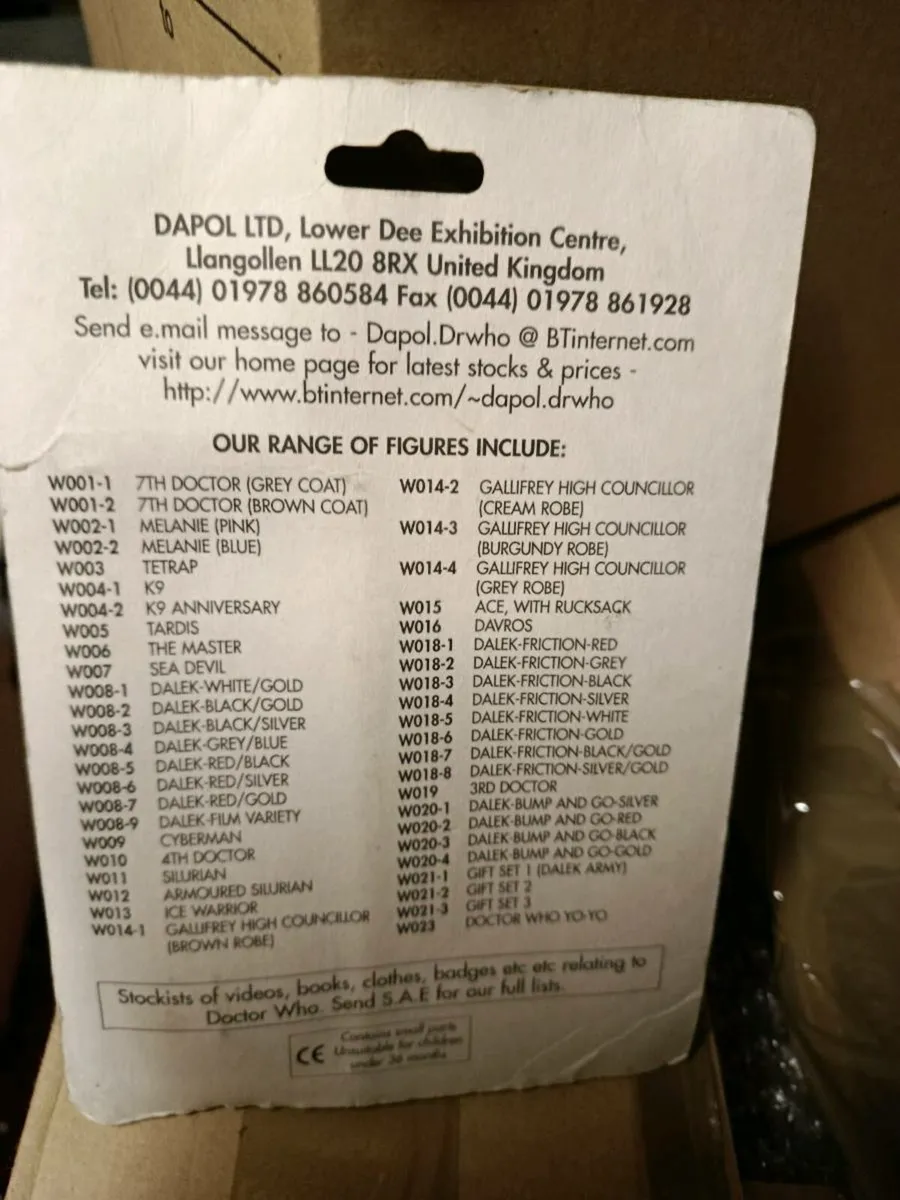 DAPOL LTD, Lower Dee Exhibition Centre,
Llangollen LL20 8RX United Kingdom
Tel: (0044) 01978 860584 Fax (0044) 01978 861928
Send e.mail message to - Dapol.Drwho @ BTinternet.com
visit our home page for latest stocks & prices -
http://www.btinternet.com/~dapol.drwho
OUR RANGE OF FIGURES INCLUDE:
W001-1 7TH DOCTOR (GREY COAT)
W001-2 7TH DOCTOR (BROWN COAT)
W002-1 MELANIE (PINK)
W002-2 MELANIE (BLUE)
W003 TETRAP
W004-1 K9
W004-2 K9 ANNIVERSARY
W005 TARDIS
W006 THE MASTER
W007 SEA DEVIL
W008-1 DALEK-WHITE/GOLD
W008-2 DALEK-BLACK/GOLD
W008-3 DALEK-BLACK/SILVER
W008-4 DALEK-GREY/BLUE
W008-5 DALEK-RED/BLACK
W008-6 DALEK-RED/SILVER
W008-7 DALEK-RED/GOLD
W008-9 DALEK-FILM VARIETY
W009 CYBERMAN
W010 4TH DOCTOR
W011 SILURIAN
W012 ARMOURED SILURIAN
W013 ICE WARRIOR
W014-1 GALLIFREY HIGH COUNCILLOR
(BROWN ROBE)
W014-2 GALLIFREY HIGH COUNCILLOR
(CREAM ROBE)
W014-3 GALLIFREY HIGH COUNCILLOR
(BURGUNDY ROBE)
W014-4 GALLIFREY HIGH COUNCILLOR
(GREY ROBE)
W015 ACE, WITH RUCKSACK
W016 DAVROS
W018-1 DALEK-FRICTION-RED
W018-2 DALEK-FRICTION-GREY
W018-3 DALEK-FRICTION-BLACK
W018-4 DALEK-FRICTION-SILVER
W018-5 DALEK-FRICTION-WHITE
W018-6 DALEK-FRICTION-GOLD
W018-7 DALEK-FRICTION-BLACK/GOLD
W018-8 DALEK-FRICTION-SILVER/GOLD
W019 3RD DOCTOR
W020-1 DALEK-BUMP AND GO-SILVER
W020-2 DALEK-BUMP AND GO-RED
W020-3 DALEK-BUMP AND GO-BLACK
W020-4 DALEK-BUMP AND GO-GOLD
W021-1 GIFT SET 1 (DALEK ARMY)
W021-2 GIFT SET 2
W021-3 GIFT SET 3
W023 DOCTOR WHO YO-YO
Stockists of videos, books, clothes, badges etc etc relating to
Doctor Who. Send S.A.E for our full lists.
CE
Contains small parts
Unsuitable for children
under 36 months